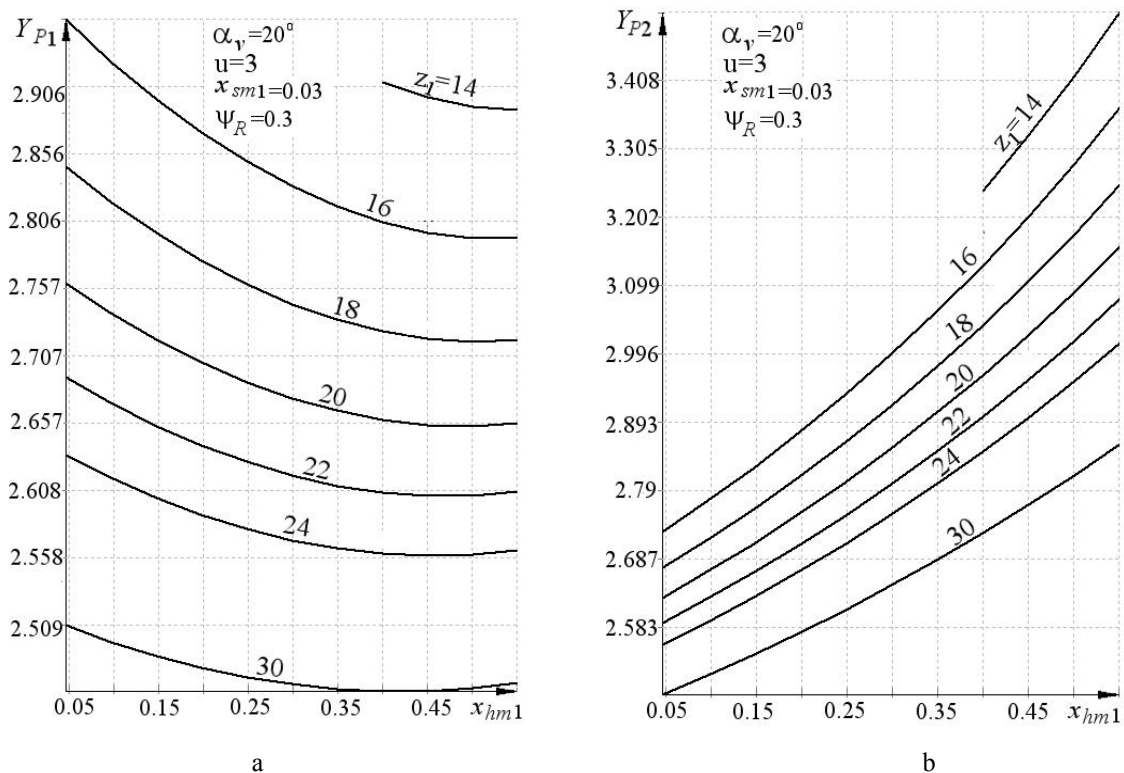 Y_P1
α_v=20°
u=3
x_sm1=0.03
Ψ_R=0.3
z_1=14
2.906
2.856
2.806
2.757
2.707
2.657
2.608
2.558
2.509
16
18
20
22
24
30
0.05 0.15 0.25 0.35 0.45 x_hm1
a
Y_P2
α_v=20°
u=3
x_sm1=0.03
Ψ_R=0.3
z_1=14
3.408
3.305
3.202
3.099
2.996
2.893
2.79
2.687
2.583
16
18
20
22
24
30
0.05 0.15 0.25 0.35 0.45 x_hm1
b